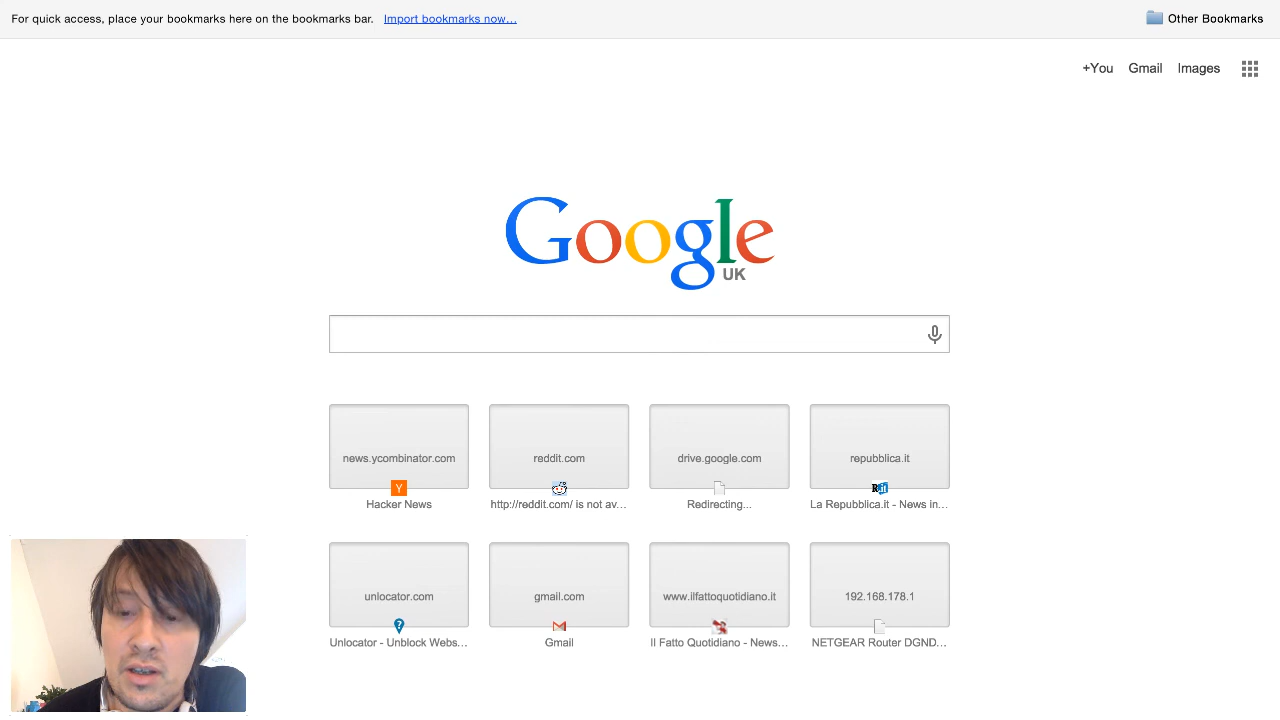 For quick access, place your bookmarks here on the bookmarks bar. Import bookmarks now... Other Bookmarks
+You Gmail Images
Google
UK
news.ycombinator.com reddit.com drive.google.com repubblica.it
Y
Hacker News http://reddit.com/ is not av... Redirecting... La Repubblica.it - News in...
unlocator.com gmail.com www.ilfattoquotidiano.it 192.168.178.1
Unlocator - Unblock Webs... Gmail Il Fatto Quotidiano - News... NETGEAR Router DGND...